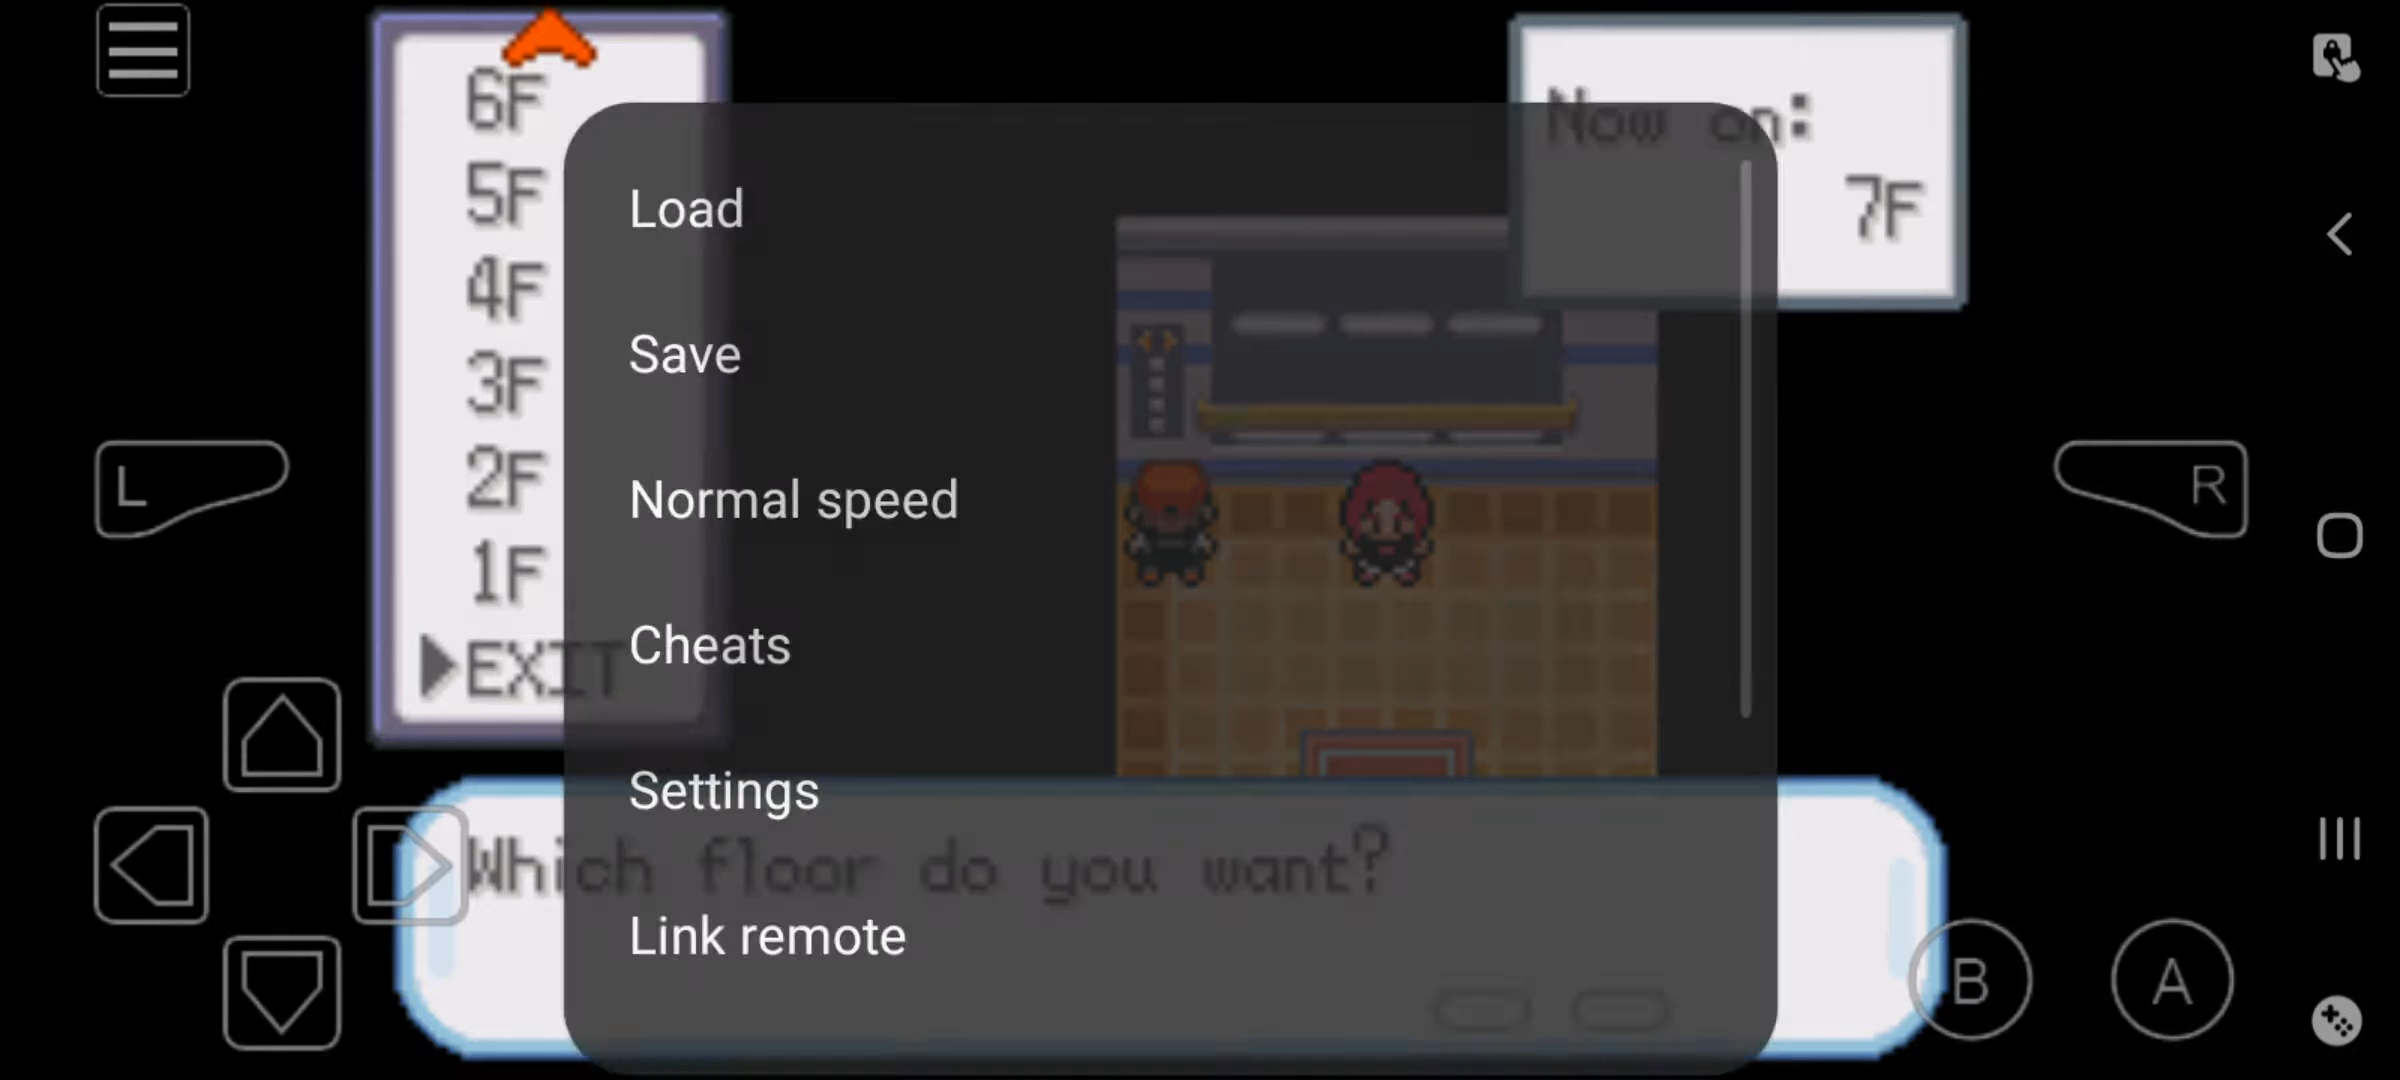 6F
5F
4F
3F
2F
1F
EXIT
Now on:
7F
Load
Save
Normal speed
Cheats
Settings
Link remote
Which floor do you want?
L
R
B
A